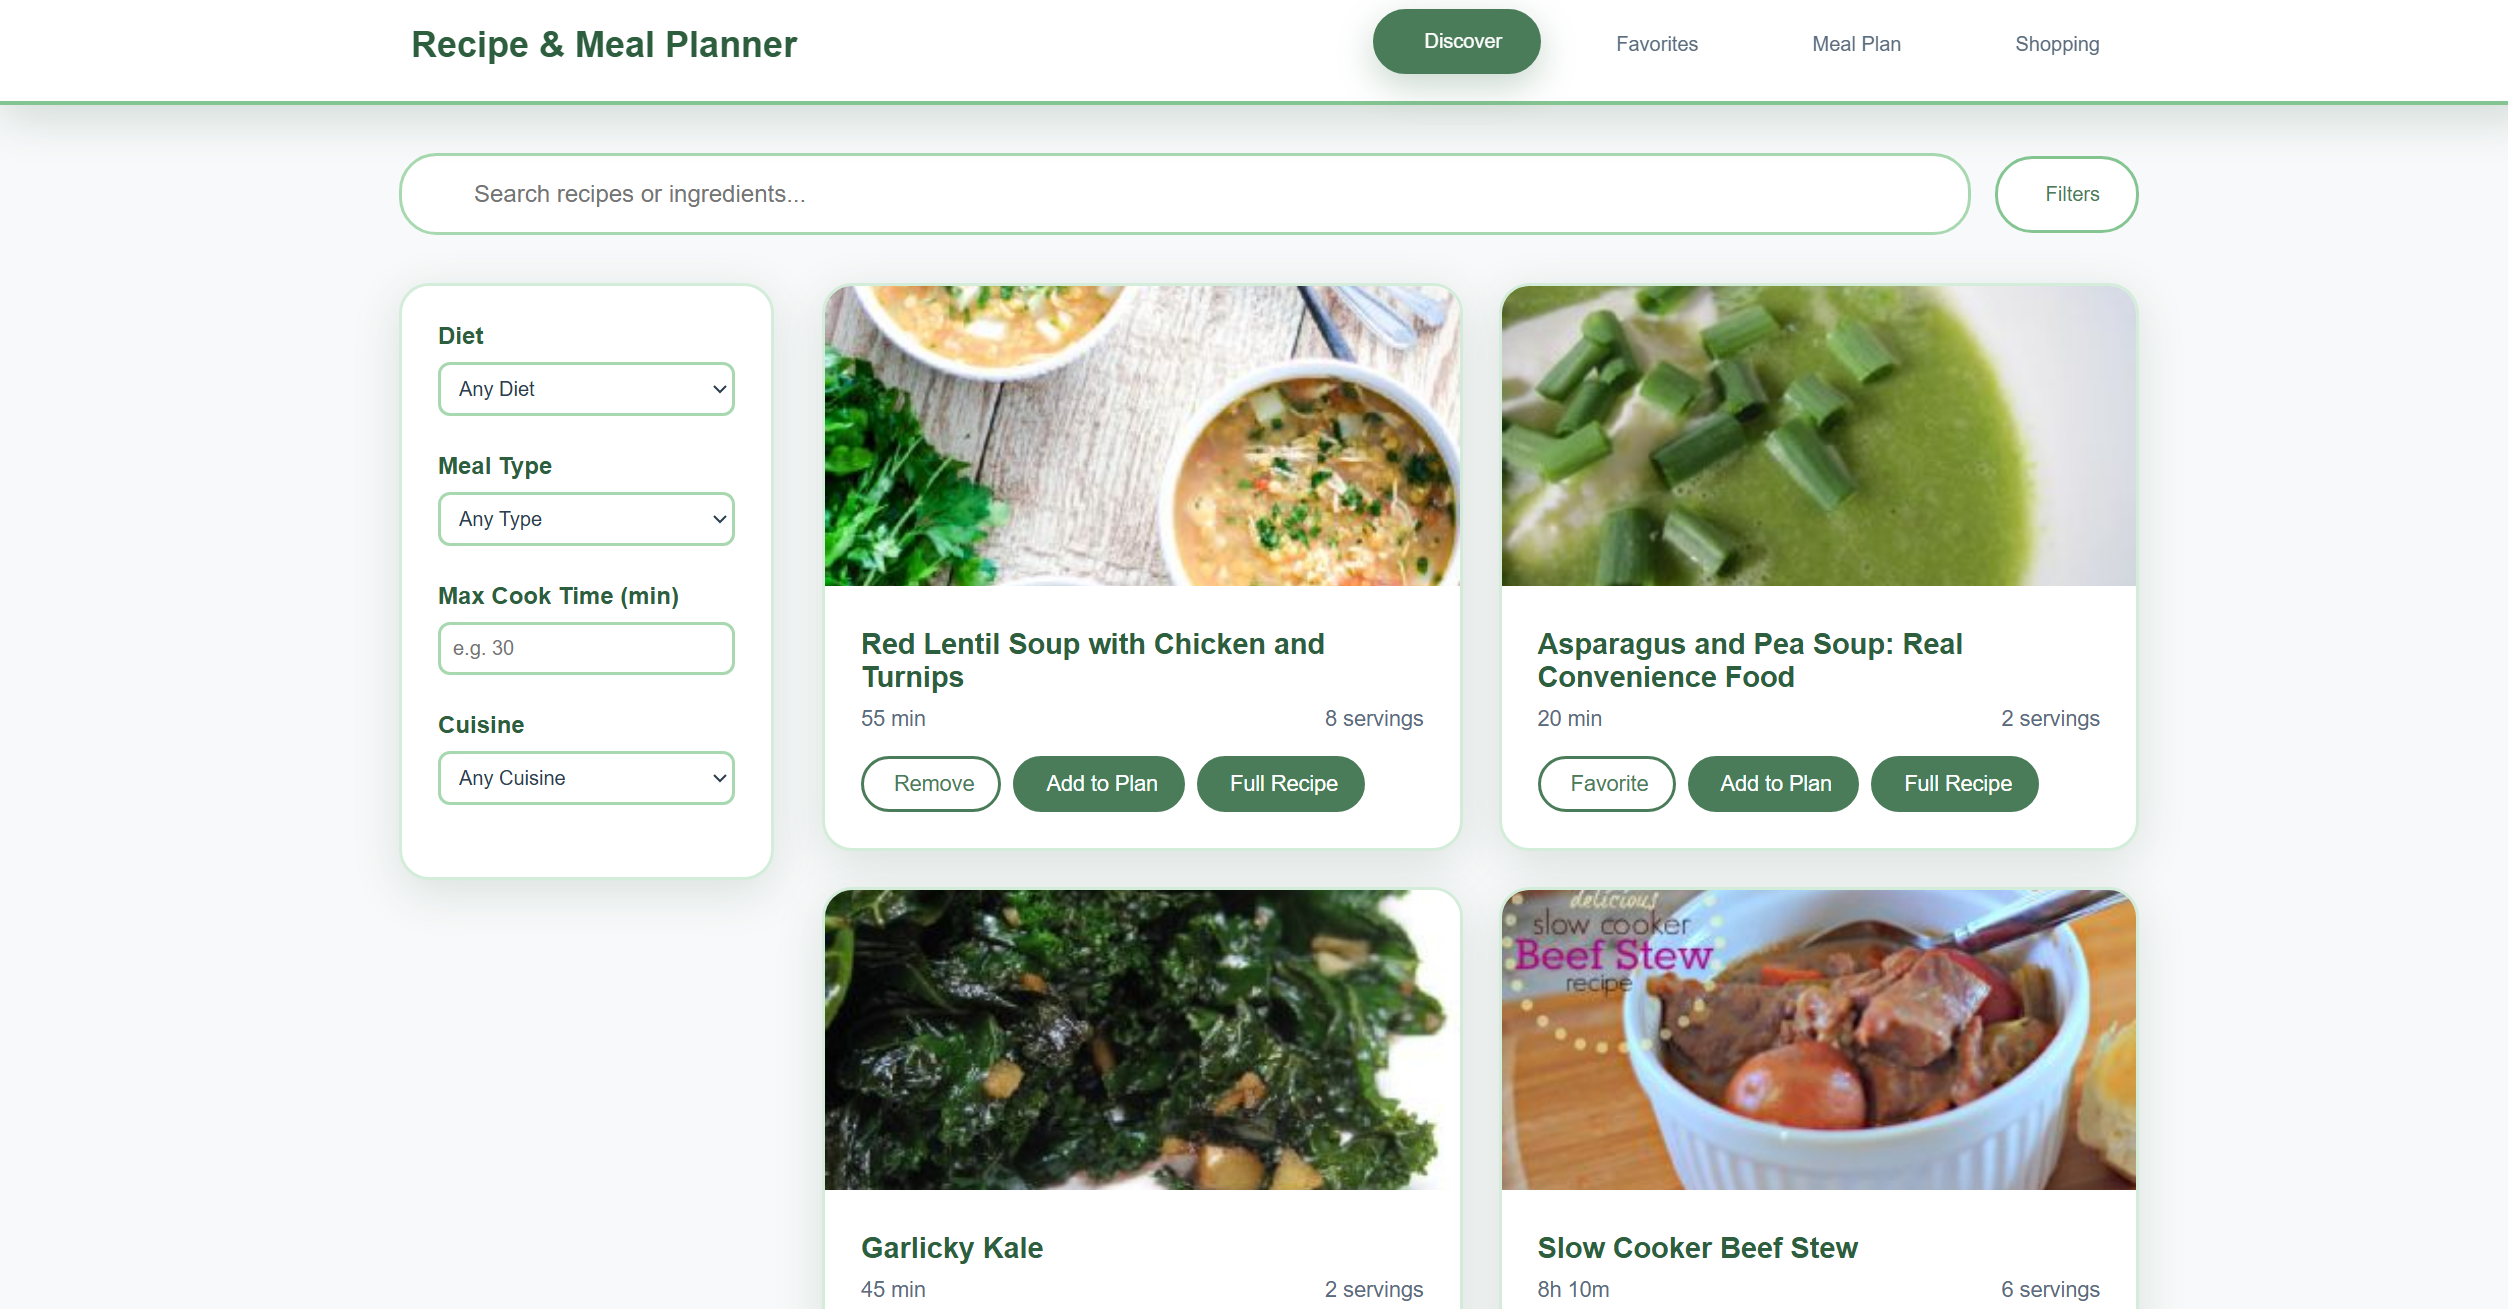 Recipe & Meal Planner
Discover
Favorites
Meal Plan
Shopping
Search recipes or ingredients...
Filters
Diet
Any Diet
Meal Type
Any Type
Max Cook Time (min)
e.g. 30
Cuisine
Any Cuisine
Red Lentil Soup with Chicken and
Turnips
55 min
8 servings
Remove
Add to Plan
Full Recipe
Asparagus and Pea Soup: Real
Convenience Food
20 min
2 servings
Favorite
Add to Plan
Full Recipe
Garlicky Kale
45 min
2 servings
delicious
slow cooker
Beef Stew
recipe
Slow Cooker Beef Stew
8h 10m
6 servings